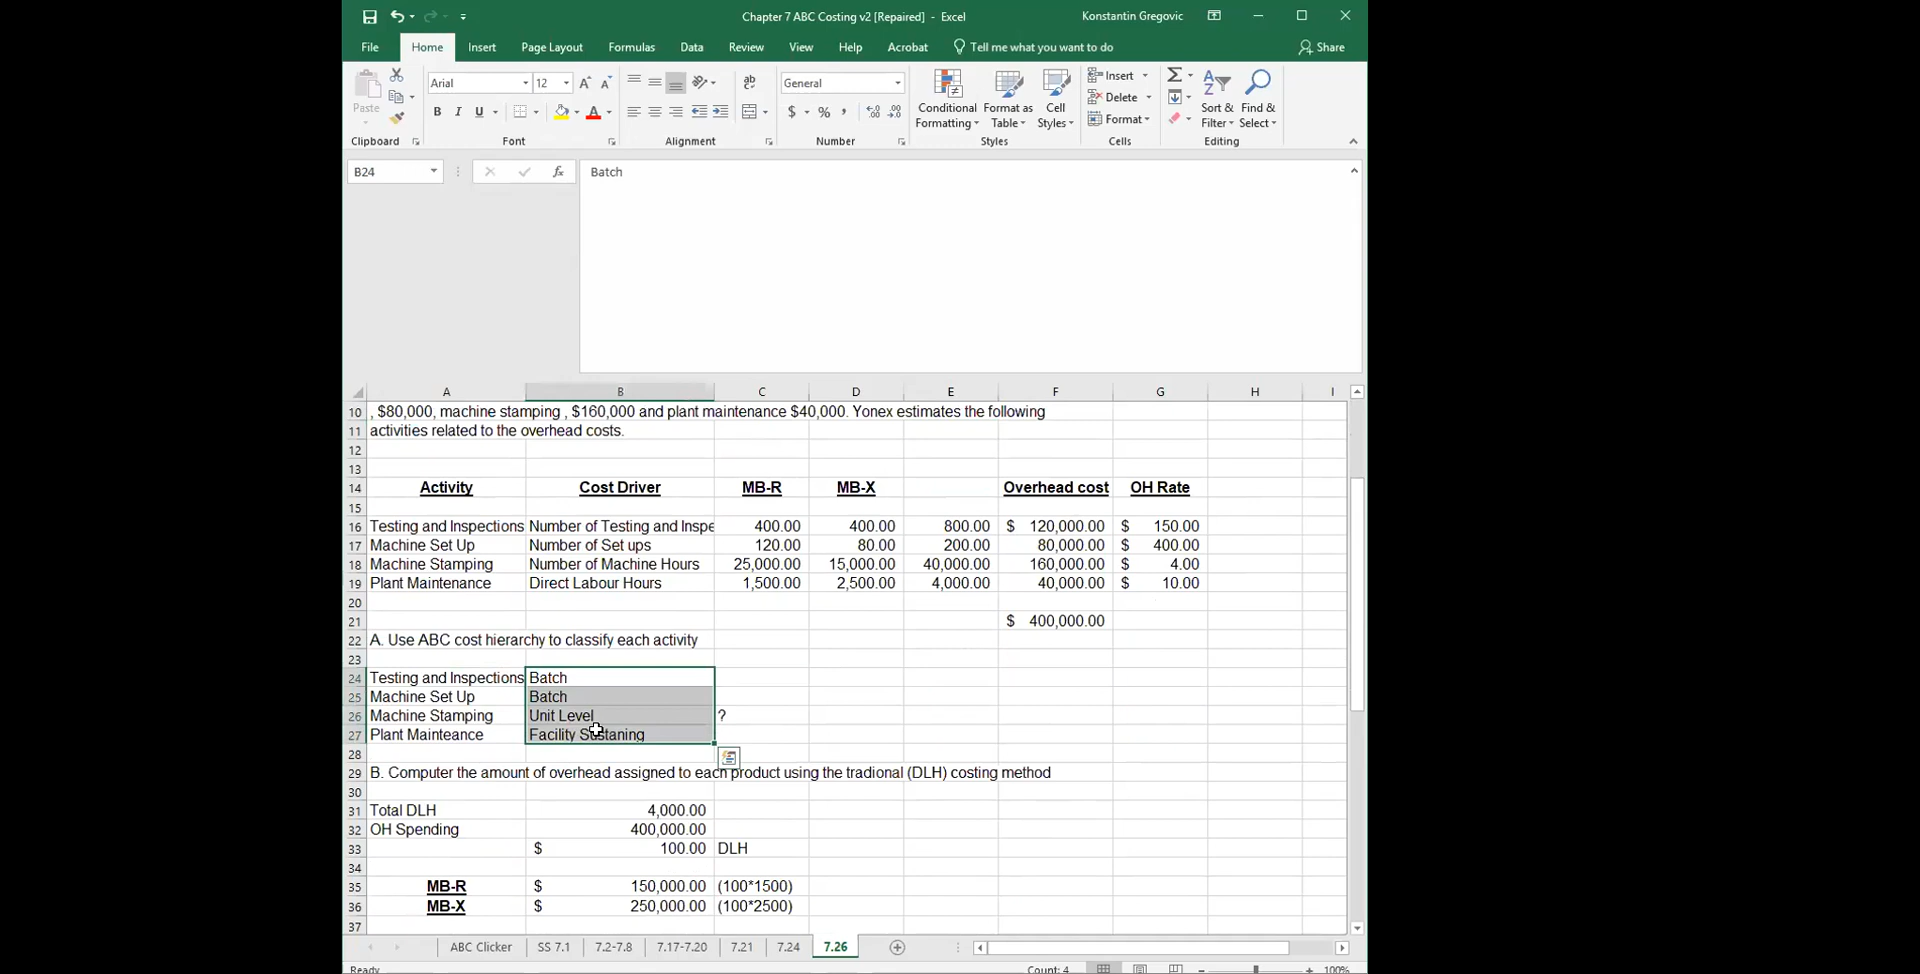 Chapter 7 ABC Costing v2 [Repaired] - Excel Konstantin Gregovic
File Home Insert Page Layout Formulas Data Review View Help Acrobat Tell me what you want to do Share
Paste Arial 12 B I U General $ % , Conditional Formatting Format as Table Cell Styles Insert Delete Format Sort & Filter Find & Select
Clipboard Font Alignment Number Styles Cells Editing
B24 fx Batch
A B C D E F G H I
10 , $80,000, machine stamping , $160,000 and plant maintenance $40,000. Yonex estimates the following
11 activities related to the overhead costs.
12
13
14 Activity Cost Driver MB-R MB-X Overhead cost OH Rate
15
16 Testing and Inspections Number of Testing and Inspe 400.00 400.00 800.00 $ 120,000.00 $ 150.00
17 Machine Set Up Number of Set ups 120.00 80.00 200.00 80,000.00 $ 400.00
18 Machine Stamping Number of Machine Hours 25,000.00 15,000.00 40,000.00 160,000.00 $ 4.00
19 Plant Maintenance Direct Labour Hours 1,500.00 2,500.00 4,000.00 40,000.00 $ 10.00
20
21 $ 400,000.00
22 A. Use ABC cost hierarchy to classify each activity
23
24 Testing and Inspections Batch
25 Machine Set Up Batch
26 Machine Stamping Unit Level ?
27 Plant Mainteance Facility Sustaning
28
29 B. Computer the amount of overhead assigned to each product using the tradional (DLH) costing method
30
31 Total DLH 4,000.00
32 OH Spending 400,000.00
33 $ 100.00 DLH
34
35 MB-R $ 150,000.00 (100*1500)
36 MB-X $ 250,000.00 (100*2500)
37
ABC Clicker SS 7.1 7.2-7.8 7.17-7.20 7.21 7.24 7.26
Ready Count: 4 100%